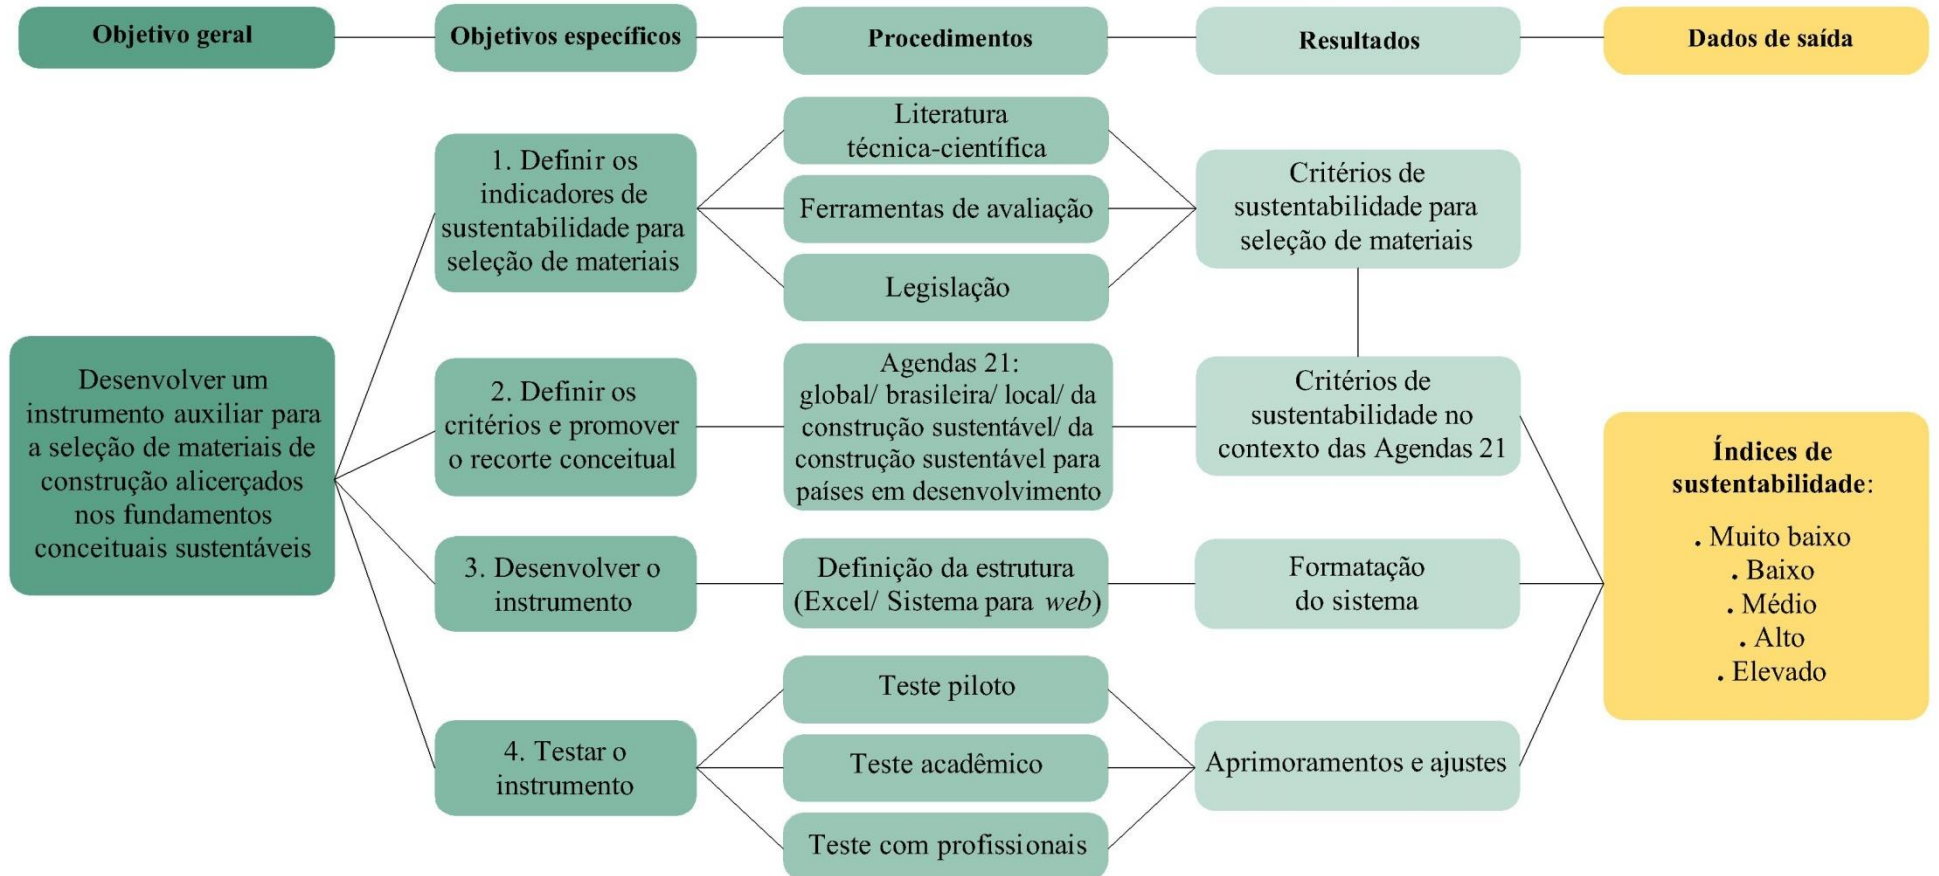 Objetivo geral
Objetivos específicos
Procedimentos
Resultados
Dados de saída
Desenvolver um
instrumento auxiliar para
a seleção de materiais de
construção alicerçados
nos fundamentos
conceituais sustentáveis
1. Definir os
indicadores de
sustentabilidade para
seleção de materiais
Literatura
técnica-científica
Ferramentas de avaliação
Legislação
Critérios de
sustentabilidade para
seleção de materiais
2. Definir os
critérios e promover
o recorte conceitual
Agendas 21:
global/ brasileira/ local/ da
construção sustentável/ da
construção sustentável para
países em desenvolvimento
Critérios de
sustentabilidade no
contexto das Agendas 21
3. Desenvolver o
instrumento
Definição da estrutura
(Excel/ Sistema para web)
Formatação
do sistema
4. Testar o
instrumento
Teste piloto
Teste acadêmico
Teste com profissionais
Aprimoramentos e ajustes
Índices de
sustentabilidade:
. Muito baixo
. Baixo
. Médio
. Alto
. Elevado